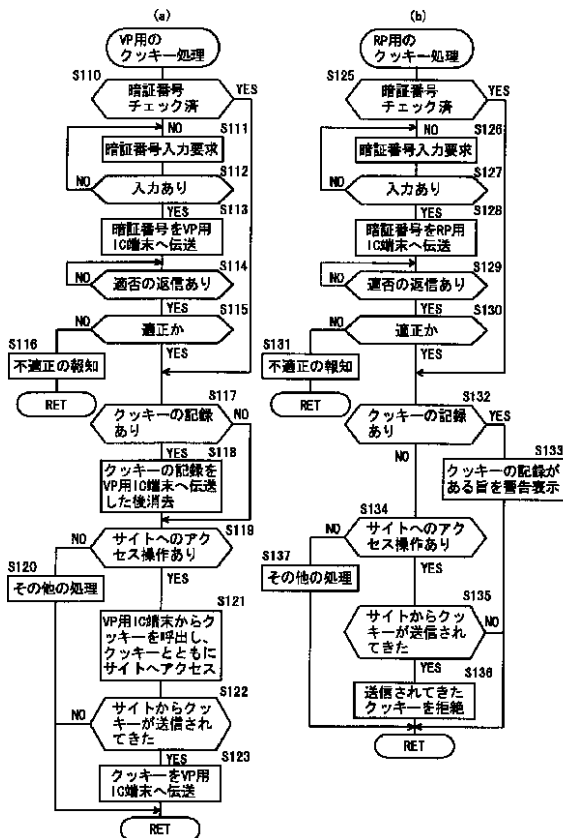 (a)
VP用の
クッキー処理
S110
暗証番号
チェック済
YES
NO
S111
暗証番号入力要求
S112
NO
入力あり
YES
S113
暗証番号をVP用
IC端末へ伝送
S114
NO
適否の返信あり
YES
S115
NO
適正か
S116
YES
不適正の報知
RET
S117
クッキーの記録
あり
NO
YES
S118
クッキーの記録を
VP用IC端末へ伝送
した後消去
S119
NO
サイトへのアク
セス操作あり
S120
YES
その他の処理
S121
VP用IC端末からクッ
キーを呼出し、
クッキーとともに
サイトへアクセス
S122
NO
サイトからクッ
キーが送信され
てきた
YES
S123
クッキーをVP用
IC端末へ伝送
RET
(b)
RP用の
クッキー処理
S125
暗証番号
チェック済
YES
NO
S126
暗証番号入力要求
S127
NO
入力あり
YES
S128
暗証番号をRP用
IC端末へ伝送
S129
NO
適否の返信あり
YES
S130
NO
適正か
S131
YES
不適正の報知
RET
S132
クッキーの記録
あり
YES
NO
S133
クッキーの記録が
ある旨を警告表示
S134
NO
サイトへのアク
セス操作あり
S137
YES
その他の処理
S135
サイトからクッ
キーが送信され
てきた
NO
YES
S136
送信されてきた
クッキーを拒絶
RET